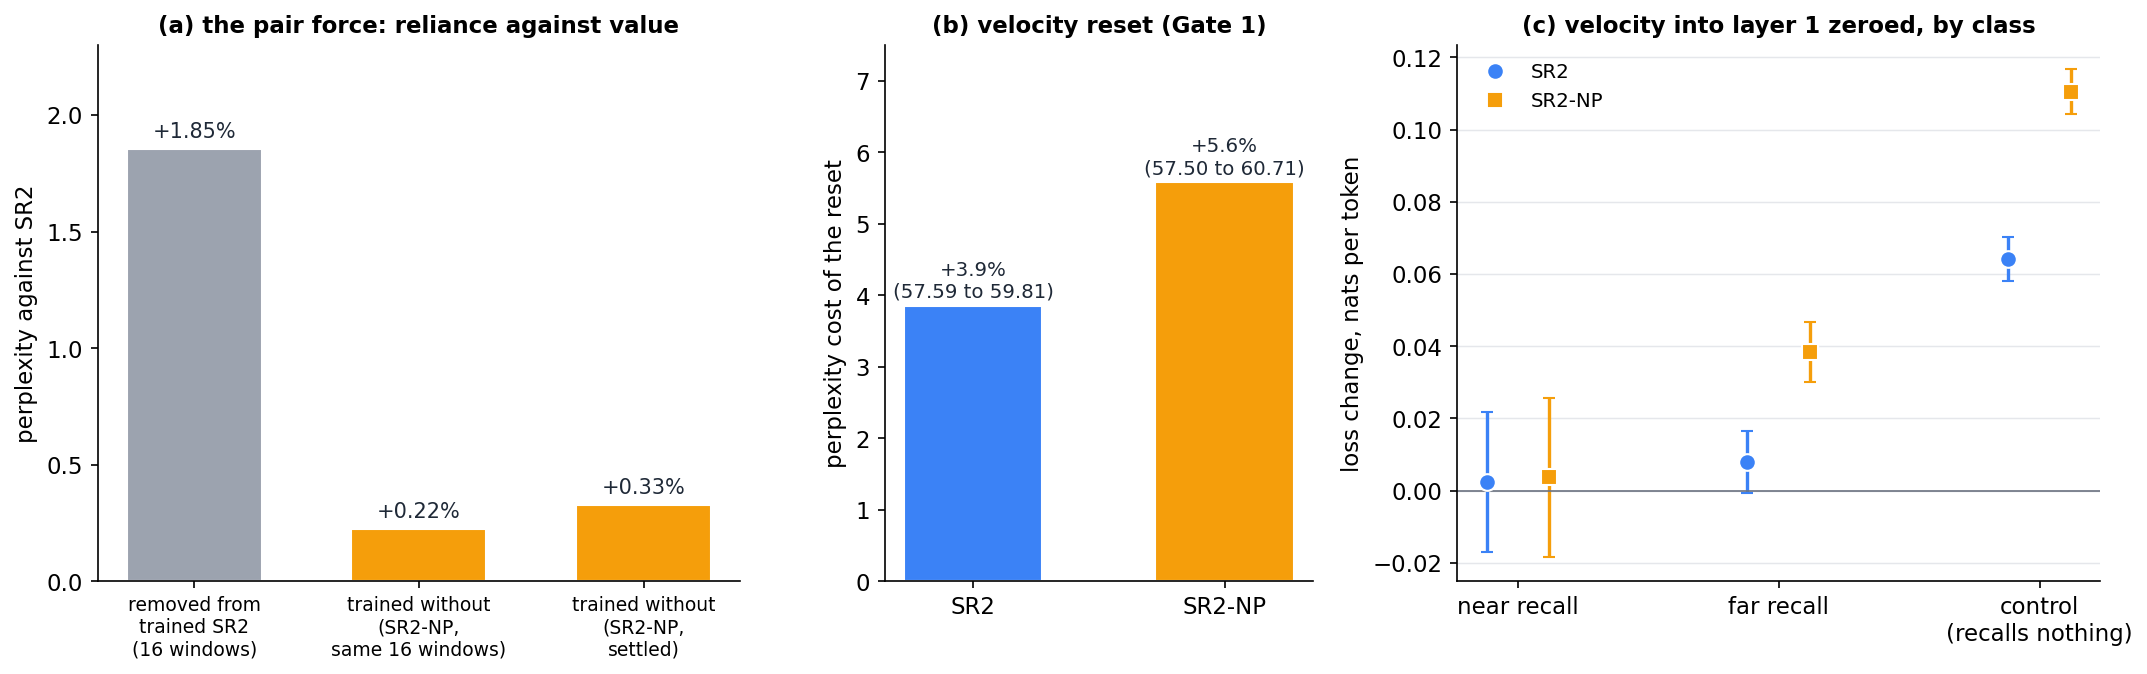 (a) the pair force: reliance against value
perplexity against SR2
2.0
1.5
1.0
0.5
0.0
+1.85%
+0.22%
+0.33%
removed from
trained SR2
(16 windows)
trained without
(SR2-NP,
same 16 windows)
trained without
(SR2-NP,
settled)
(b) velocity reset (Gate 1)
perplexity cost of the reset
7
6
5
4
3
2
1
0
+3.9%
(57.59 to 59.81)
+5.6%
(57.50 to 60.71)
SR2
SR2-NP
(c) velocity into layer 1 zeroed, by class
loss change, nats per token
0.12
0.10
0.08
0.06
0.04
0.02
0.00
−0.02
SR2
SR2-NP
near recall
far recall
control
(recalls nothing)